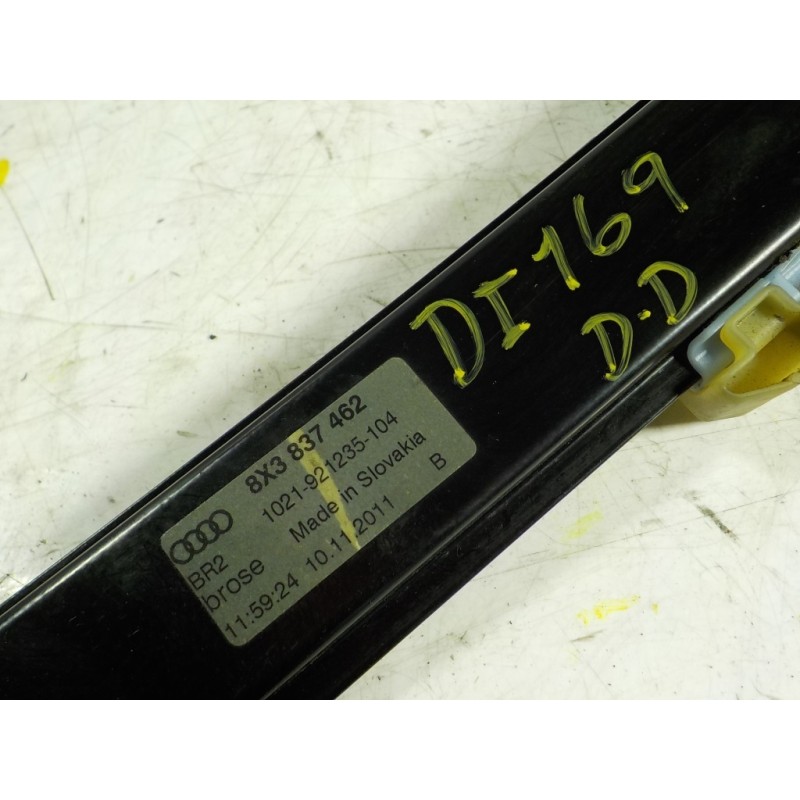 DI169
D.D
8X3 837 462
1021-921235-104
BR2 Made in Slovakia
brose B
11:59:24 10.11.2011